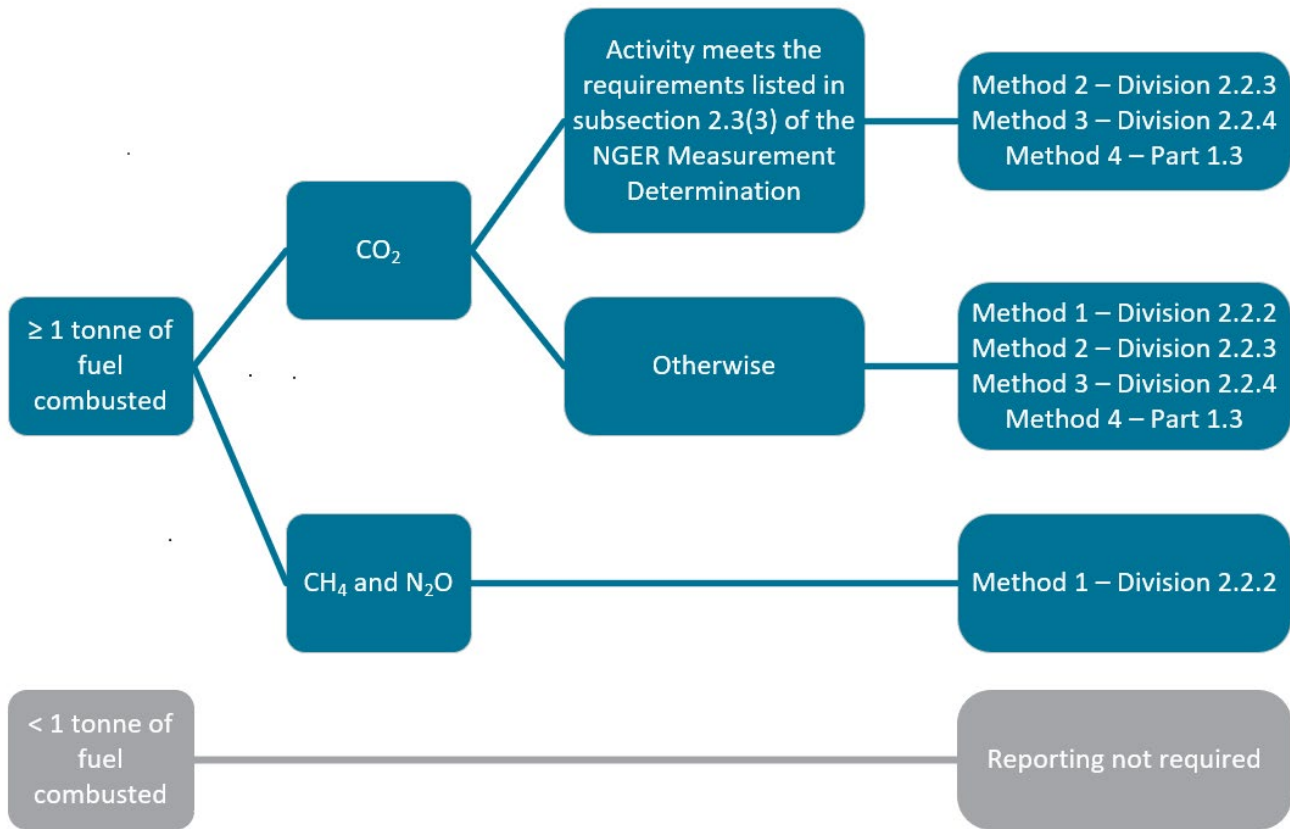 Activity meets the
requirements listed in
subsection 2.3(3) of the
NGER Measurement
Determination
Method 2 – Division 2.2.3
Method 3 – Division 2.2.4
Method 4 – Part 1.3
CO₂
≥ 1 tonne of
fuel
combusted
Otherwise
Method 1 – Division 2.2.2
Method 2 – Division 2.2.3
Method 3 – Division 2.2.4
Method 4 – Part 1.3
CH₄ and N₂O
Method 1 – Division 2.2.2
< 1 tonne of
fuel
combusted
Reporting not required